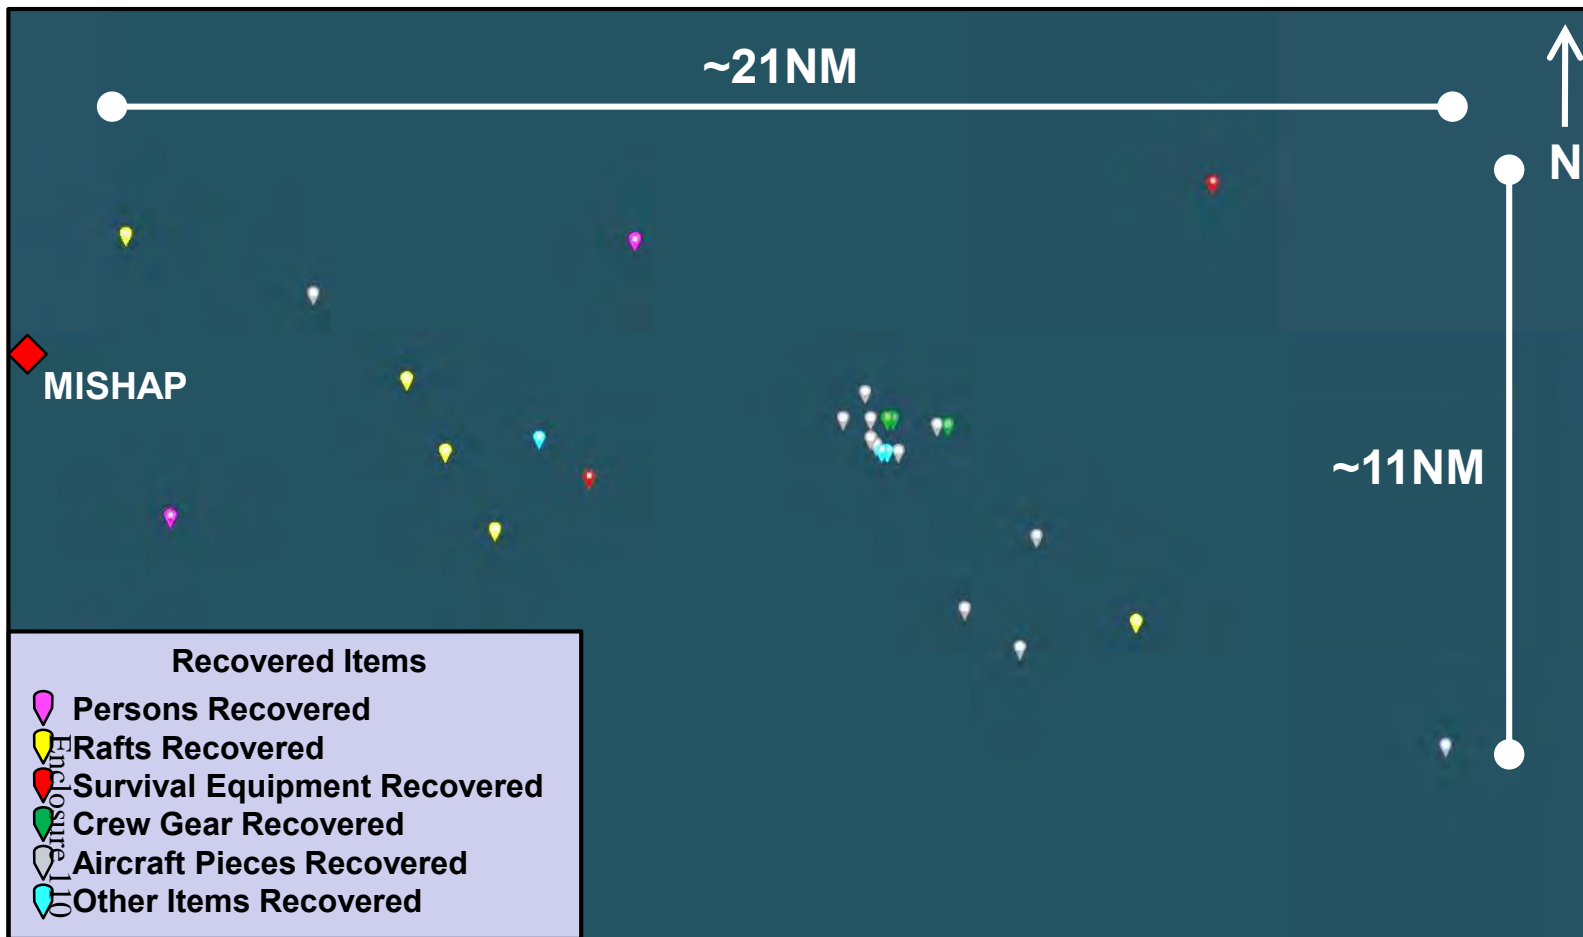 ~21NM
N
MISHAP
~11NM
Recovered Items
Persons Recovered
Rafts Recovered
Survival Equipment Recovered
Crew Gear Recovered
Aircraft Pieces Recovered
Other Items Recovered
Enclosure 110